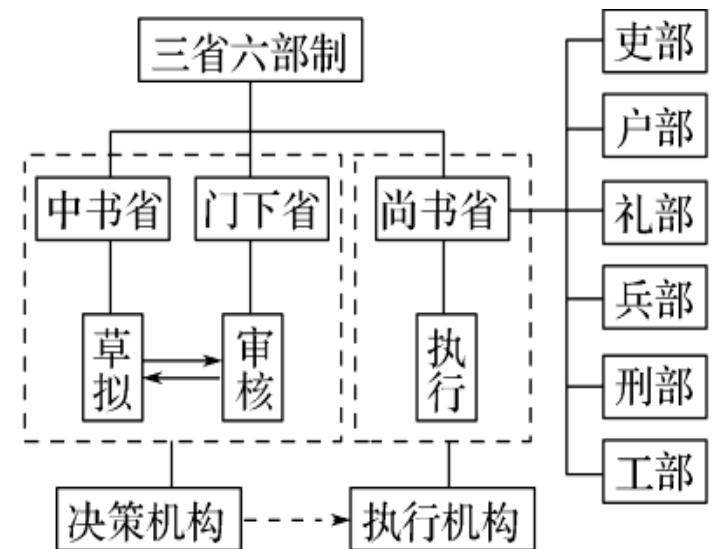 三省六部制
中书省
门下省
尚书省
草拟
审核
执行
决策机构
执行机构
吏部
户部
礼部
兵部
刑部
工部